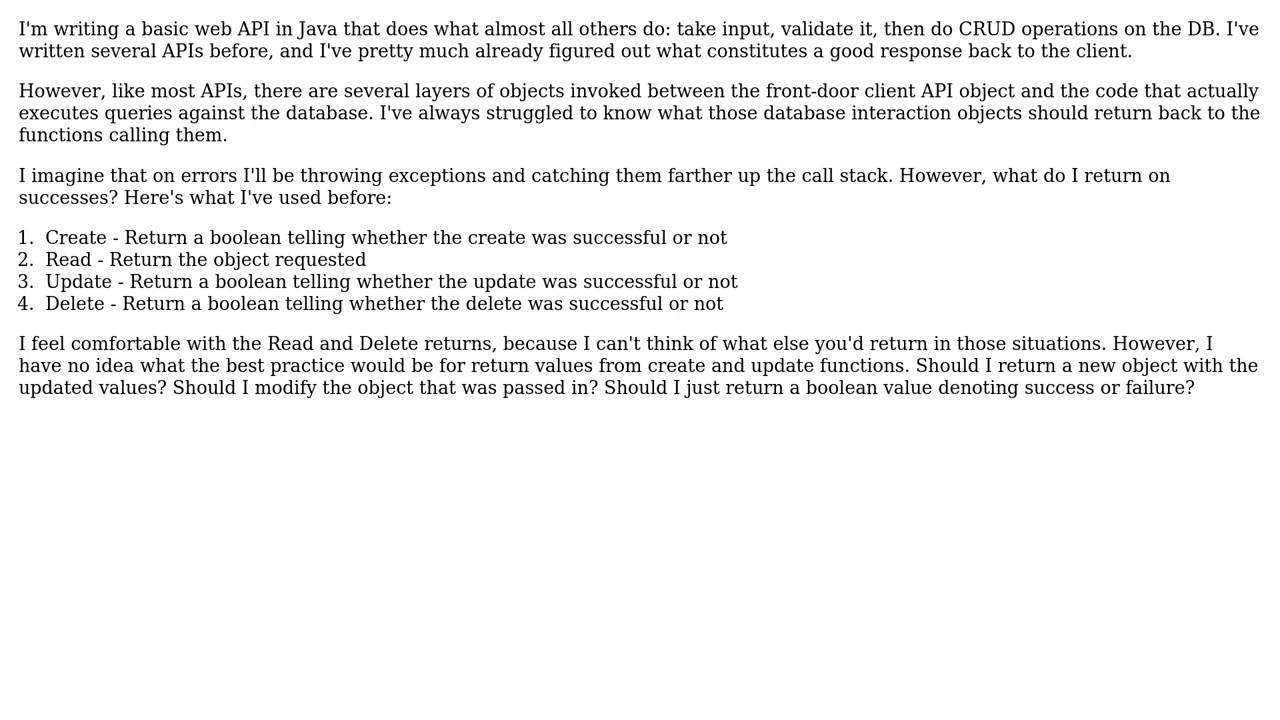 I'm writing a basic web API in Java that does what almost all others do: take input, validate it, then do CRUD operations on the DB. I've
written several APIs before, and I've pretty much already figured out what constitutes a good response back to the client.
However, like most APIs, there are several layers of objects invoked between the front-door client API object and the code that actually
executes queries against the database. I've always struggled to know what those database interaction objects should return back to the
functions calling them.
I imagine that on errors I'll be throwing exceptions and catching them farther up the call stack. However, what do I return on
successes? Here's what I've used before:
1. Create - Return a boolean telling whether the create was successful or not
2. Read - Return the object requested
3. Update - Return a boolean telling whether the update was successful or not
4. Delete - Return a boolean telling whether the delete was successful or not
I feel comfortable with the Read and Delete returns, because I can't think of what else you'd return in those situations. However, I
have no idea what the best practice would be for return values from create and update functions. Should I return a new object with the
updated values? Should I modify the object that was passed in? Should I just return a boolean value denoting success or failure?